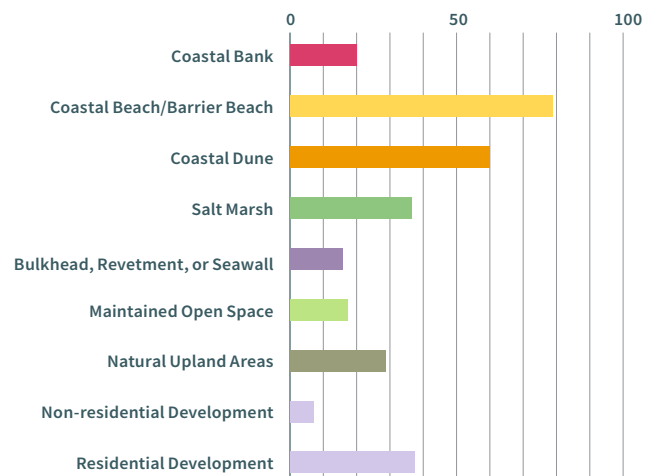 0 50 100
Coastal Bank
Coastal Beach/Barrier Beach
Coastal Dune
Salt Marsh
Bulkhead, Revetment, or Seawall
Maintained Open Space
Natural Upland Areas
Non-residential Development
Residential Development